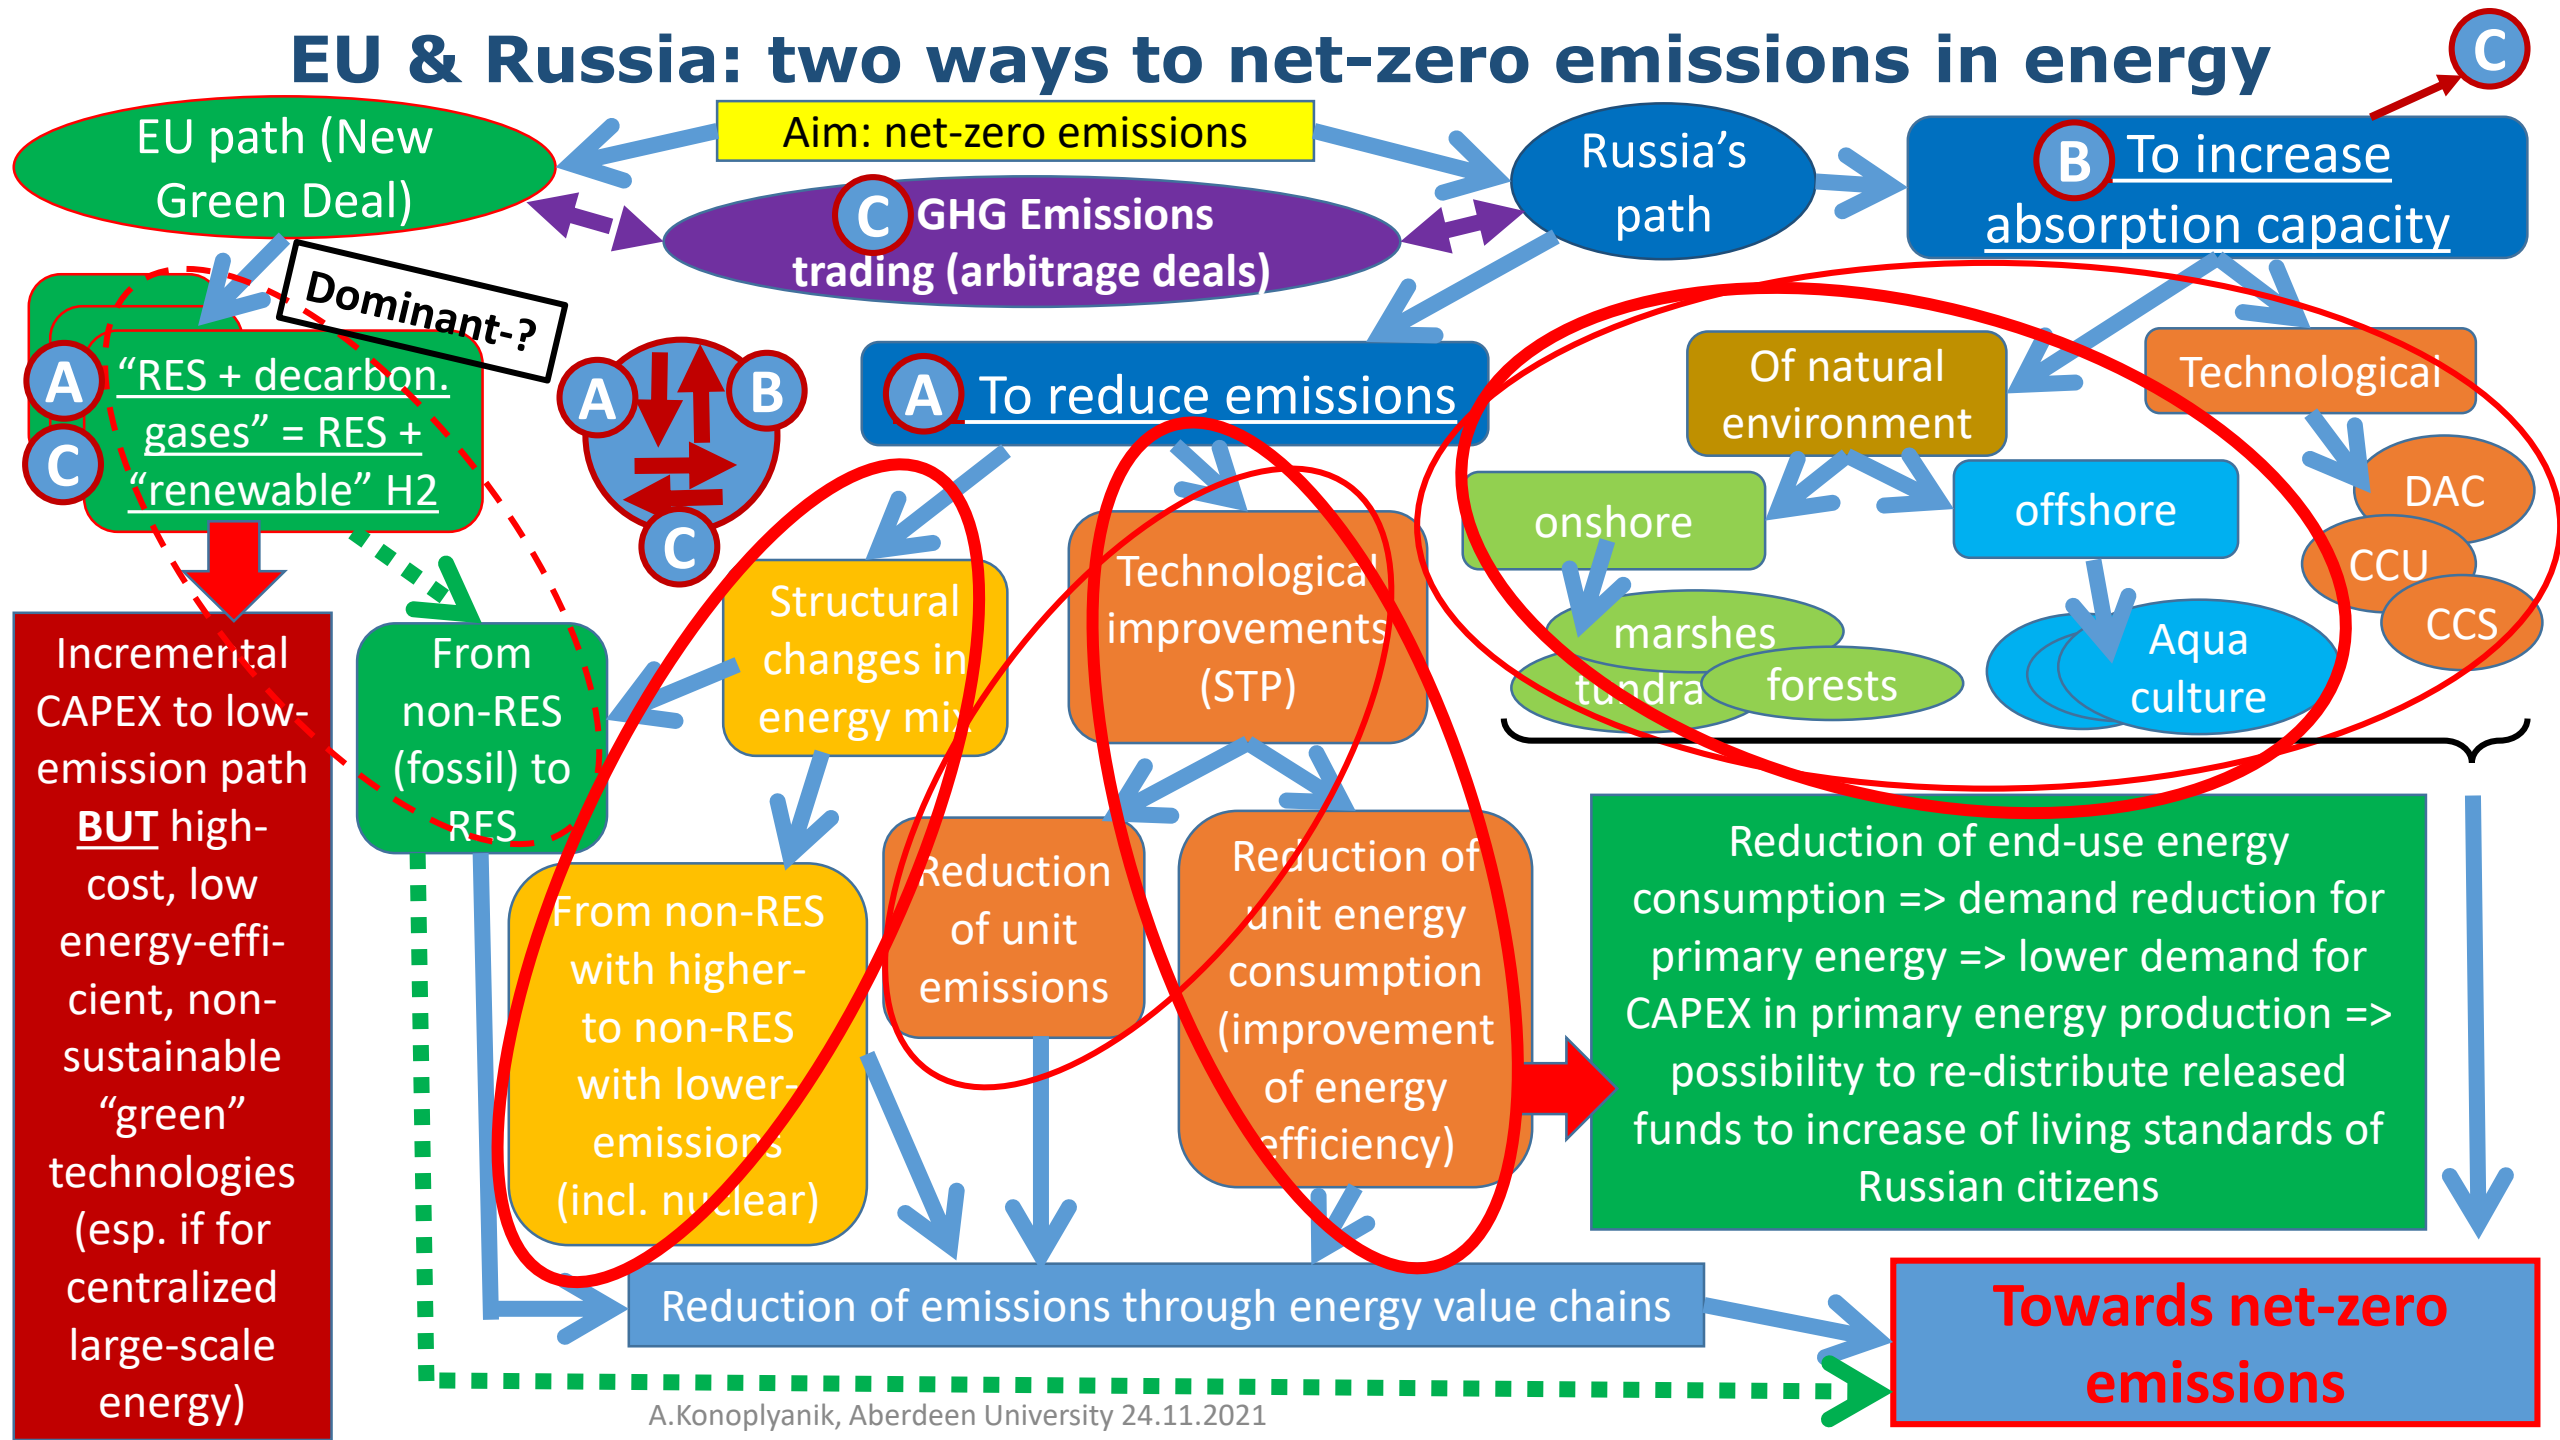 EU & Russia: two ways to net-zero emissions in energy
C
EU path (New
Green Deal)
Aim: net-zero emissions
Russia’s
path
B To increase
absorption capacity
C GHG Emissions
trading (arbitrage deals)
Dominant-?
A
C
“RES + decarbon.
gases” = RES +
“renewable” H2
A
B
C
A To reduce emissions
Of natural
environment
Technological
onshore
offshore
DAC
CCU
CCS
marshes
tundra
forests
Aqua
culture
Structural
changes in
energy mix
Technological
improvements
(STP)
Incremental
CAPEX to low-
emission path
BUT high-
cost, low
energy-effi-
cient, non-
sustainable
“green”
technologies
(esp. if for
centralized
large-scale
energy)
From
non-RES
(fossil) to
RES
From non-RES
with higher-
to non-RES
with lower-
emissions
(incl. nuclear)
Reduction
of unit
emissions
Reduction of
unit energy
consumption
(improvement
of energy
efficiency)
Reduction of end-use energy
consumption => demand reduction for
primary energy => lower demand for
CAPEX in primary energy production =>
possibility to re-distribute released
funds to increase of living standards of
Russian citizens
Reduction of emissions through energy value chains
Towards net-zero
emissions
A.Konoplyanik, Aberdeen University 24.11.2021